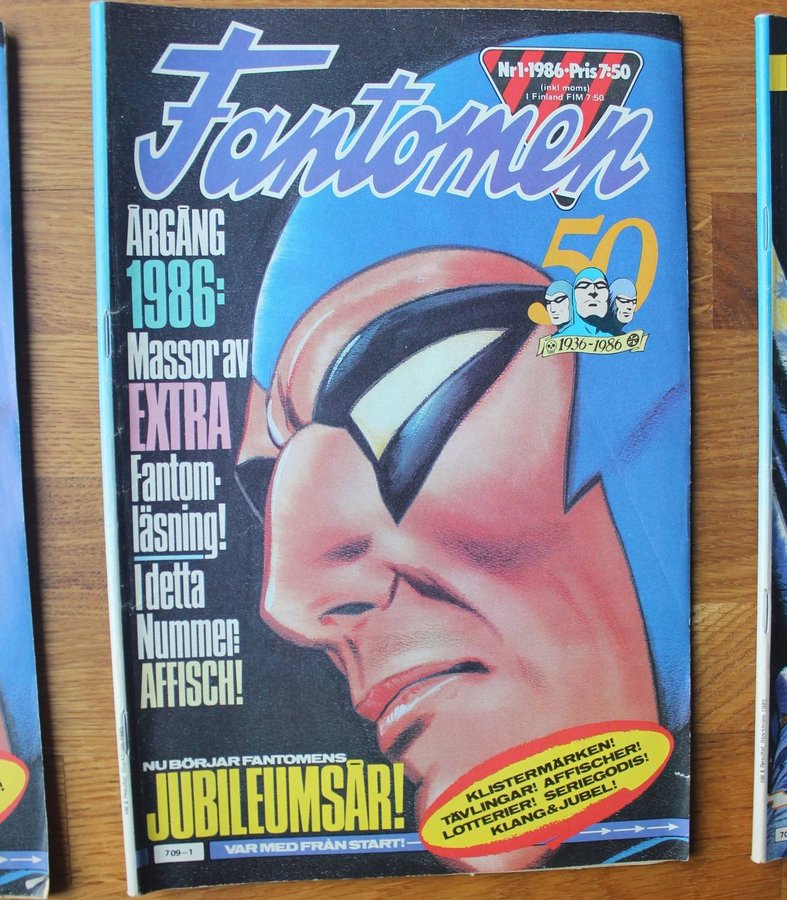 Fantomen
Nr1•1986•Pris 7:50
(inkl moms)
I Finland FIM 7:50
ÅRGÅNG
1986:
Massor av
EXTRA
Fantom-
läsning!
I detta
Nummer:
AFFISCH!
50
1936-1986
NU BÖRJAR FANTOMENS
JUBILEUMSÅR!
KLISTERMÄRKEN!
TÄVLINGAR! AFFISCHER!
LOTTERIER! SERIEGODIS!
KLANG & JUBEL!
709-1
VAR MED FRÅN START!